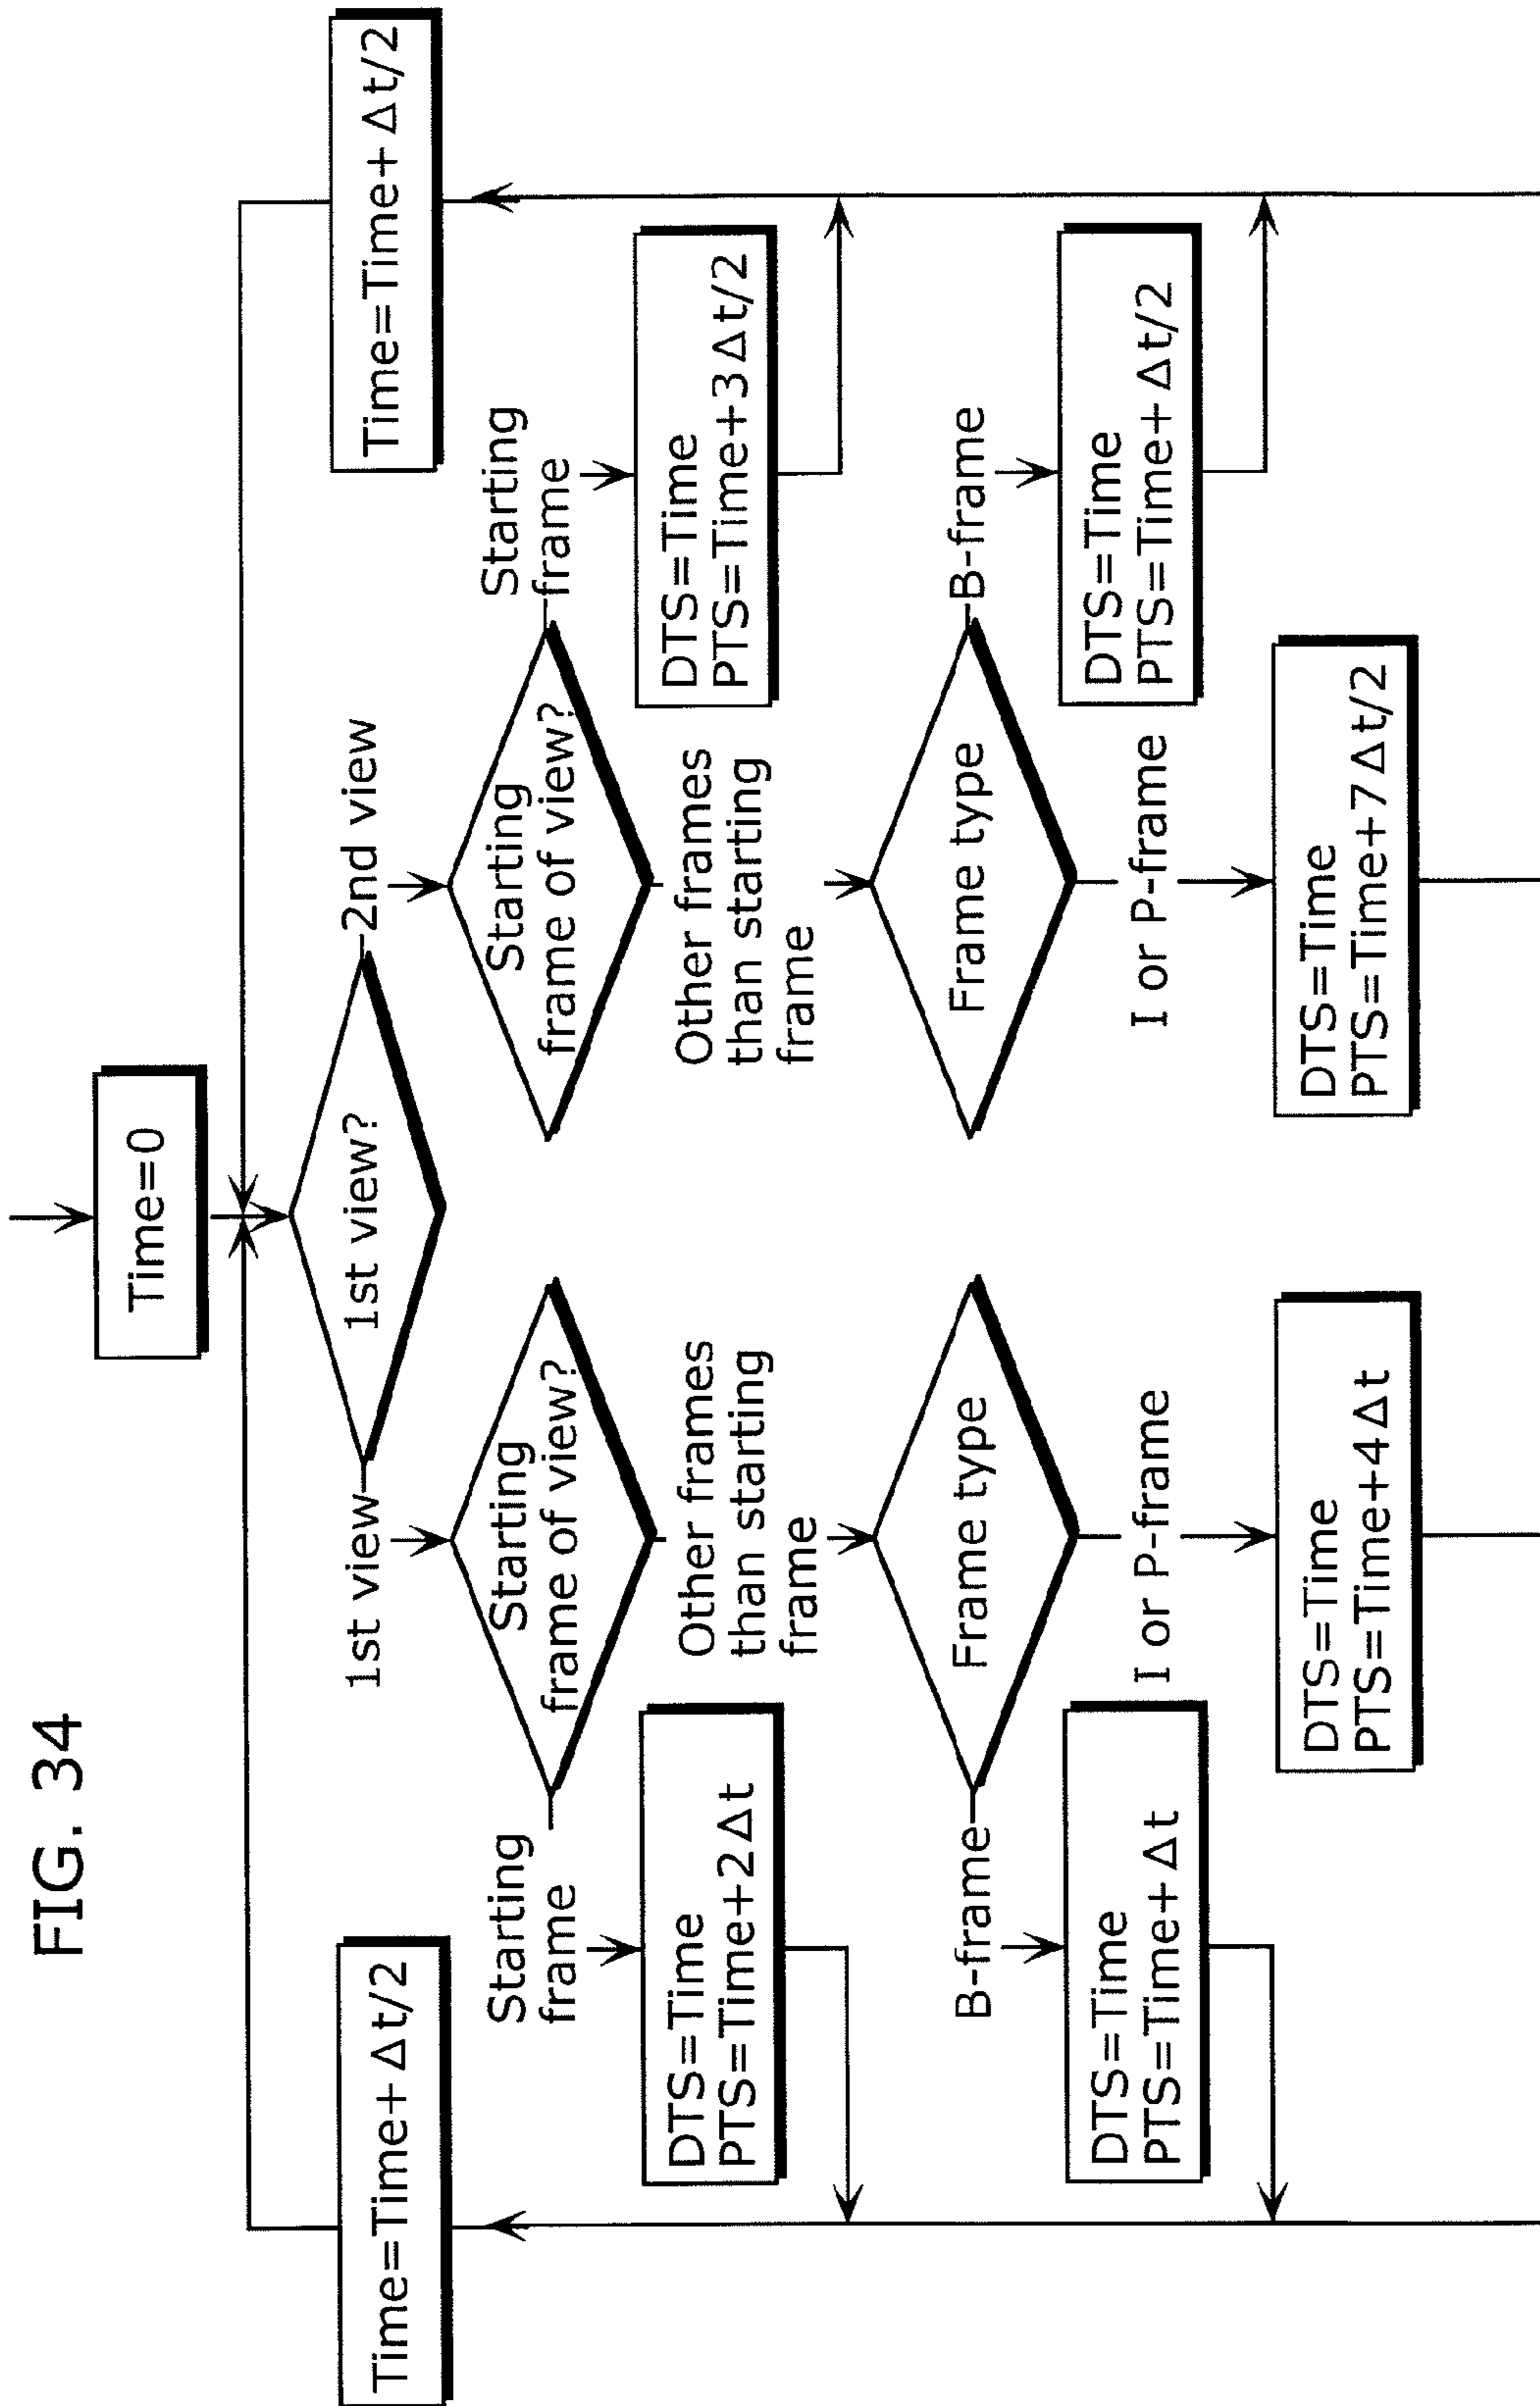 FIG. 34
Time=0
1st view?
1st view
2nd view
Time=Time+Δt/2
Starting
frame of view?
Starting
frame
DTS=Time
PTS=Time+2Δt
Other frames
than starting
frame
Frame type
B-frame
DTS=Time
PTS=Time+Δt
I or P-frame
DTS=Time
PTS=Time+4Δt
Time=Time+Δt/2
Starting
frame of view?
Starting
frame
DTS=Time
PTS=Time+3Δt/2
Other frames
than starting
frame
Frame type
B-frame
DTS=Time
PTS=Time+Δt/2
I or P-frame
DTS=Time
PTS=Time+7Δt/2